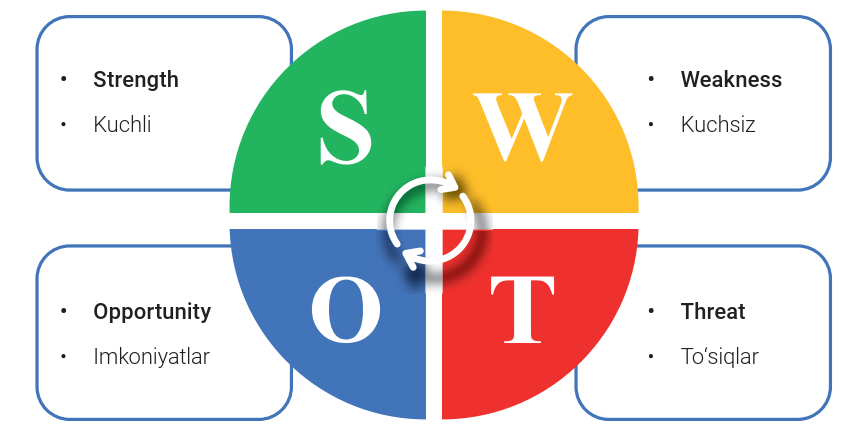 • Strength
• Kuchli
S
W
• Weakness
• Kuchsiz
• Opportunity
• Imkoniyatlar
O
T
• Threat
• To‘siqlar